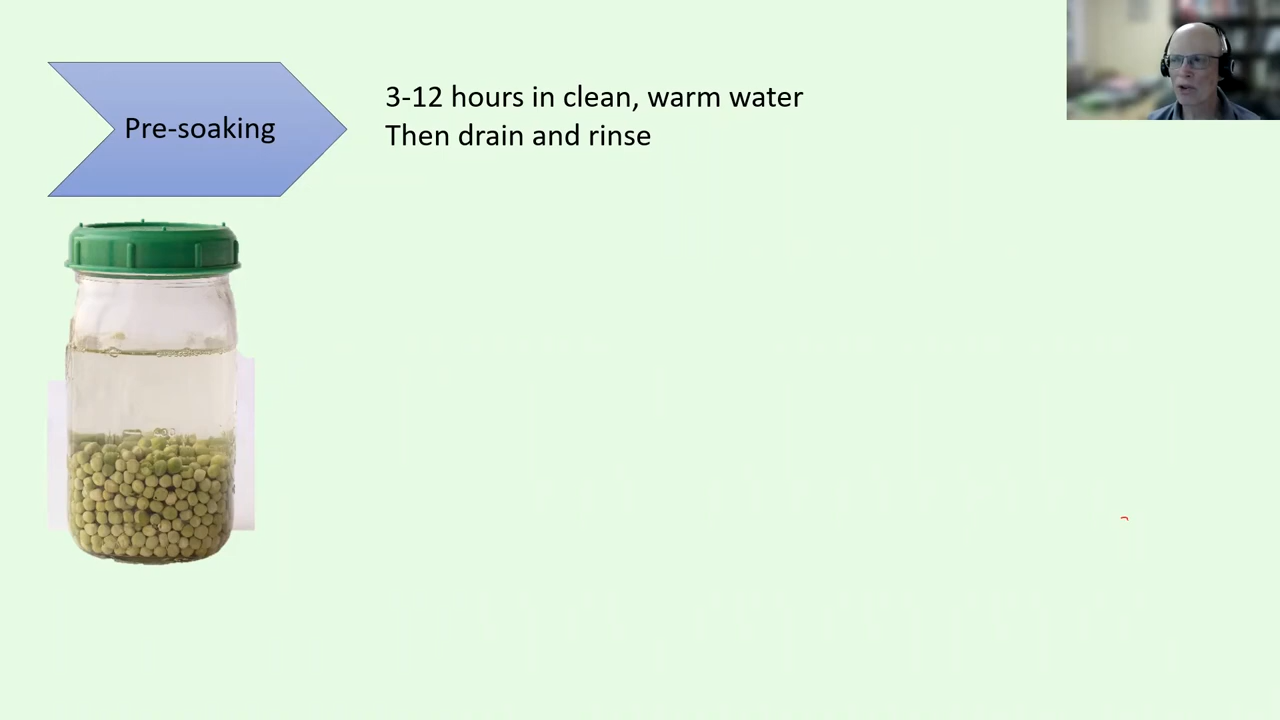 Pre-soaking
3-12 hours in clean, warm water
Then drain and rinse